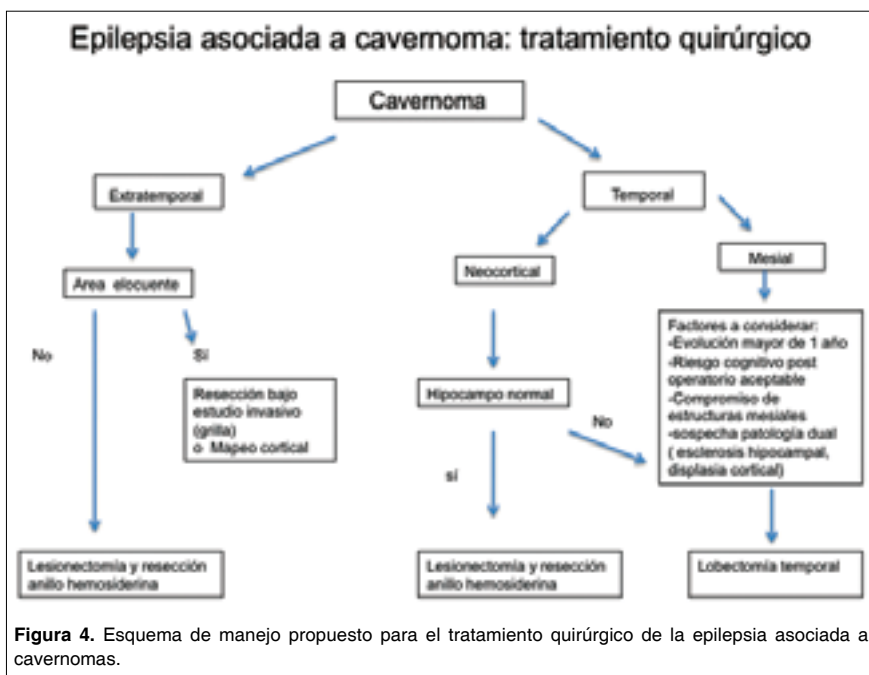 Epilepsia asociada a cavernoma: tratamiento quirúrgico
Cavernoma
Extratemporal
Temporal
Area elocuente
Neocortical
Mesial
No
Sí
Resección bajo
estudio invasivo
(grilla)
o Mapeo cortical
Hipocampo normal
Factores a considerar:
-Evolución mayor de 1 año
-Riesgo cognitivo post
operatorio aceptable
-Compromiso de
estructuras mesiales
-sospecha patología dual
( esclerosis hipocampal,
displasia cortical)
No
sí
Lesionectomía y resección
anillo hemosiderina
Lesionectomía y resección
anillo hemosiderina
Lobectomía temporal
Figura 4. Esquema de manejo propuesto para el tratamiento quirúrgico de la epilepsia asociada a
cavernomas.